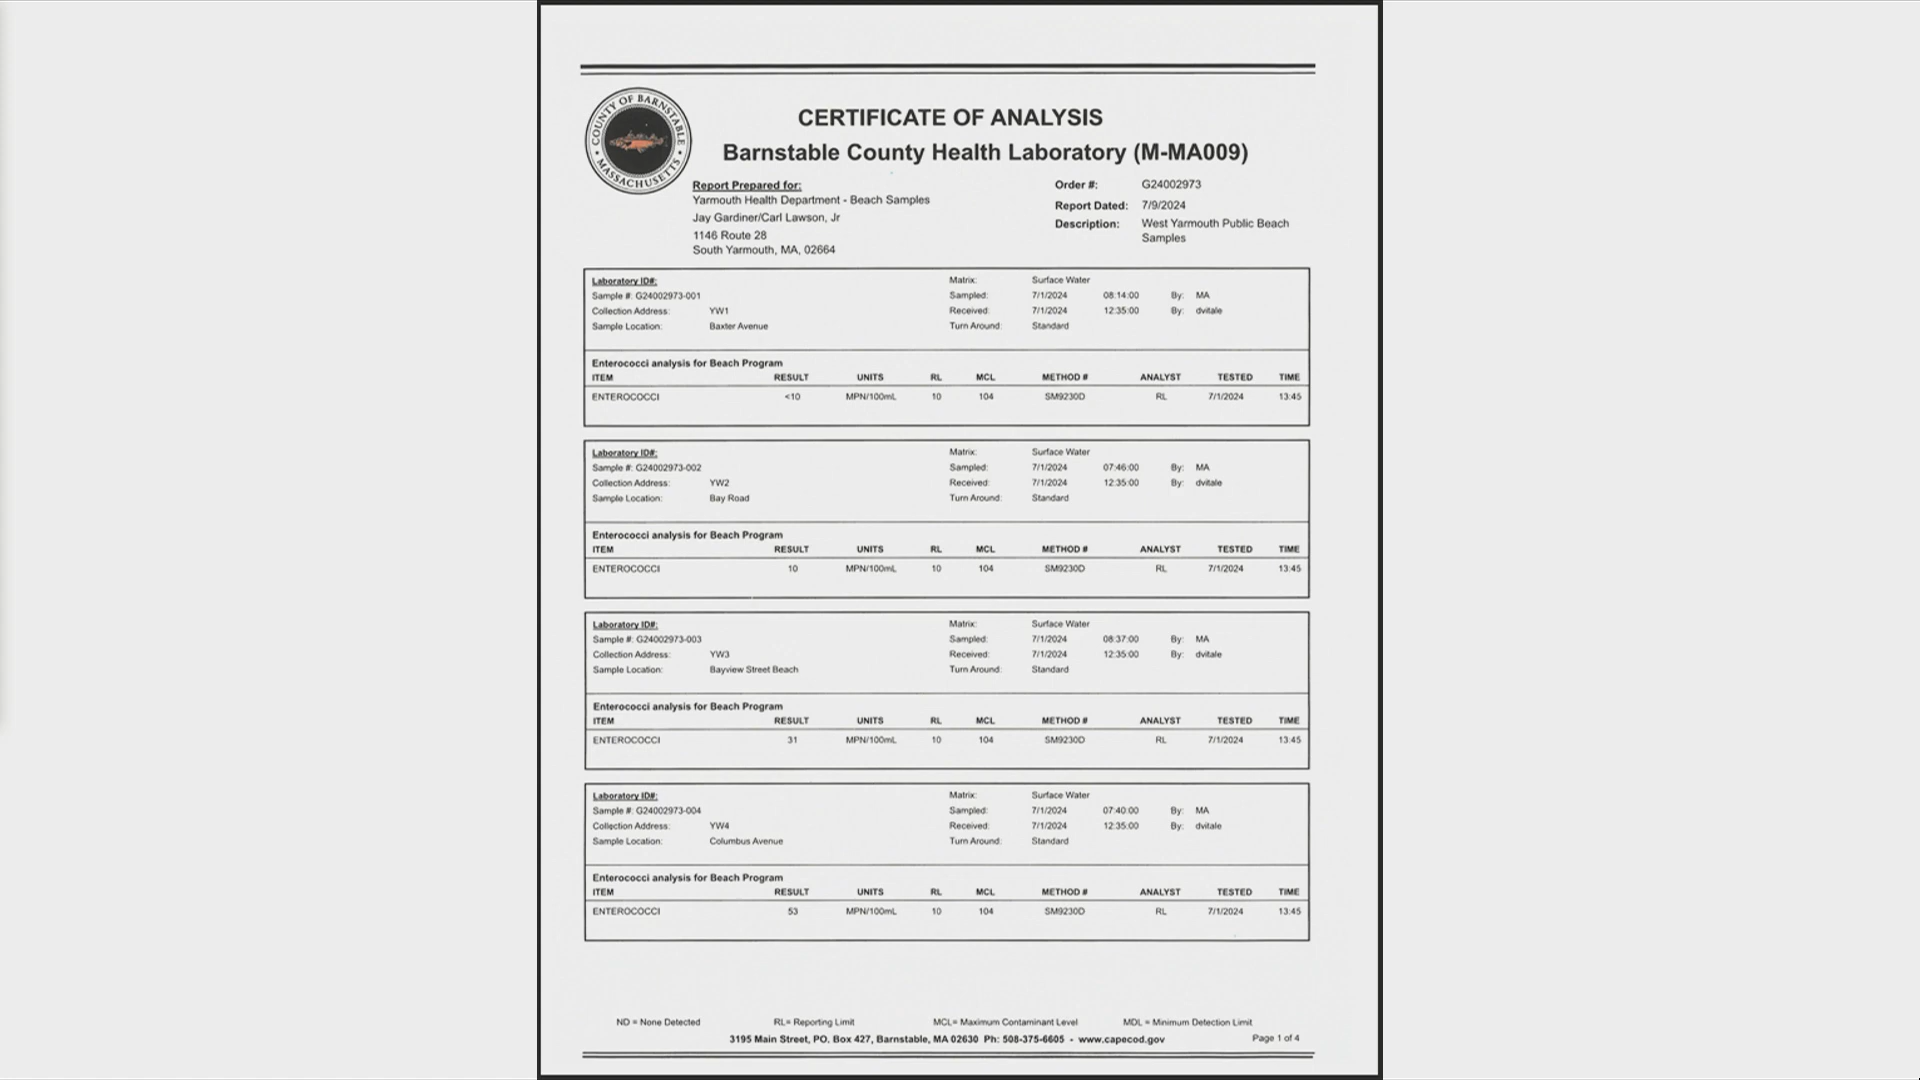 COUNTY OF BARNSTABLE
MASSACHUSETTS
CERTIFICATE OF ANALYSIS
Barnstable County Health Laboratory (M-MA009)
Report Prepared for:
Yarmouth Health Department - Beach Samples
Jay Gardiner/Carl Lawson, Jr
1146 Route 28
South Yarmouth, MA, 02664
Order #: G24002973
Report Dated: 7/9/2024
Description: West Yarmouth Public Beach
Samples
Laboratory ID#:
Sample #: G24002973-001
Collection Address: YW1
Sample Location: Baxter Avenue
Matrix: Surface Water
Sampled: 7/1/2024 08:14:00 By: MA
Received: 7/1/2024 12:35:00 By: dvitale
Turn Around: Standard
Enterococci analysis for Beach Program
ITEM RESULT UNITS RL MCL METHOD # ANALYST TESTED TIME
ENTEROCOCCI <10 MPN/100mL 10 104 SM9230D RL 7/1/2024 13:45
Laboratory ID#:
Sample #: G24002973-002
Collection Address: YW2
Sample Location: Bay Road
Matrix: Surface Water
Sampled: 7/1/2024 07:46:00 By: MA
Received: 7/1/2024 12:35:00 By: dvitale
Turn Around: Standard
Enterococci analysis for Beach Program
ITEM RESULT UNITS RL MCL METHOD # ANALYST TESTED TIME
ENTEROCOCCI 10 MPN/100mL 10 104 SM9230D RL 7/1/2024 13:45
Laboratory ID#:
Sample #: G24002973-003
Collection Address: YW3
Sample Location: Bayview Street Beach
Matrix: Surface Water
Sampled: 7/1/2024 08:37:00 By: MA
Received: 7/1/2024 12:35:00 By: dvitale
Turn Around: Standard
Enterococci analysis for Beach Program
ITEM RESULT UNITS RL MCL METHOD # ANALYST TESTED TIME
ENTEROCOCCI 31 MPN/100mL 10 104 SM9230D RL 7/1/2024 13:45
Laboratory ID#:
Sample #: G24002973-004
Collection Address: YW4
Sample Location: Columbus Avenue
Matrix: Surface Water
Sampled: 7/1/2024 07:40:00 By: MA
Received: 7/1/2024 12:35:00 By: dvitale
Turn Around: Standard
Enterococci analysis for Beach Program
ITEM RESULT UNITS RL MCL METHOD # ANALYST TESTED TIME
ENTEROCOCCI 53 MPN/100mL 10 104 SM9230D RL 7/1/2024 13:45
ND = None Detected RL= Reporting Limit MCL= Maximum Contaminant Level MDL = Minimum Detection Limit
3195 Main Street, PO. Box 427, Barnstable, MA 02630 Ph: 508-375-6605 - www.capecod.gov Page 1 of 4